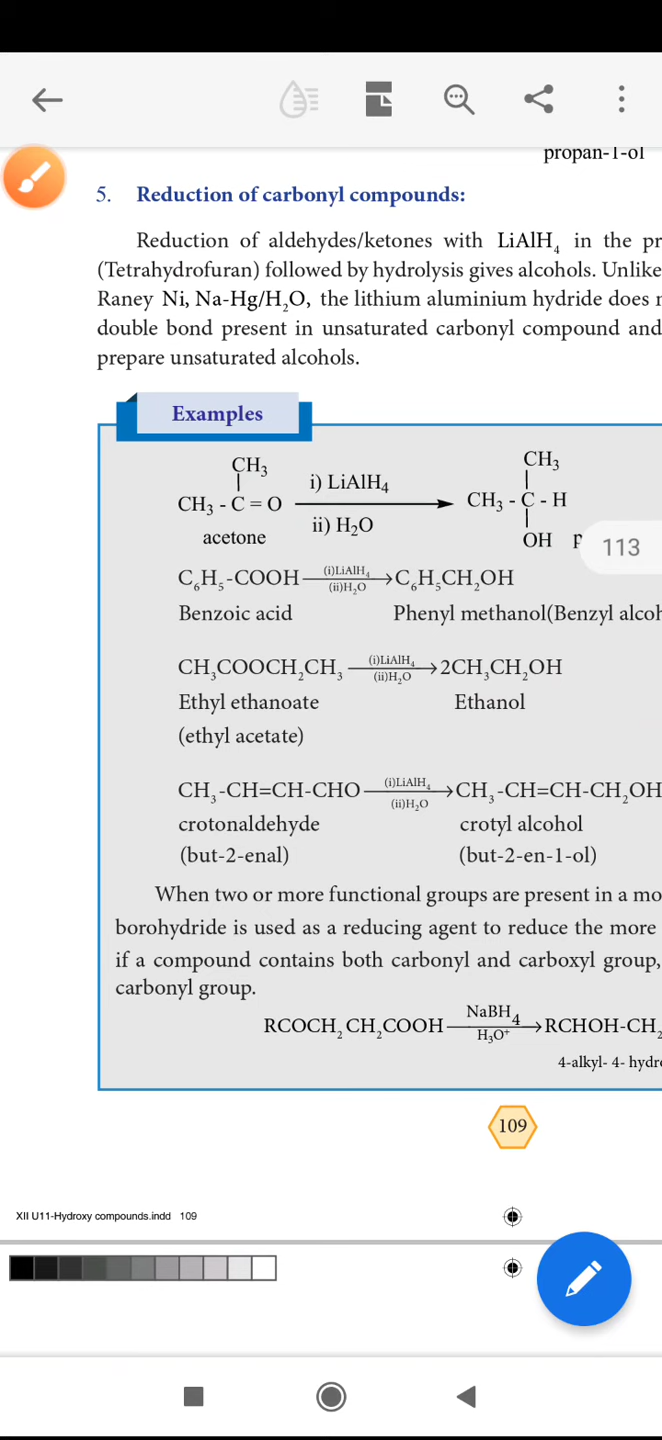 propan-1-ol
5. Reduction of carbonyl compounds:
Reduction of aldehydes/ketones with LiAlH₄ in the pr
(Tetrahydrofuran) followed by hydrolysis gives alcohols. Unlike
Raney Ni, Na-Hg/H₂O, the lithium aluminium hydride does
double bond present in unsaturated carbonyl compound and
prepare unsaturated alcohols.
Examples
CH₃ CH₃
i) LiAlH₄
CH₃ - C = O CH₃ - C - H
ii) H₂O
acetone OH
113
C₆H₅-COOH (i)LiAlH₄ (ii)H₂O → C₆H₅CH₂OH
Benzoic acid Phenyl methanol(Benzyl alcoh
CH₃COOCH₂CH₃ (i)LiAlH₄ (ii)H₂O → 2CH₃CH₂OH
Ethyl ethanoate Ethanol
(ethyl acetate)
CH₃-CH=CH-CHO (i)LiAlH₄ (ii)H₂O → CH₃-CH=CH-CH₂OH
crotonaldehyde crotyl alcohol
(but-2-enal) (but-2-en-1-ol)
When two or more functional groups are present in a mo
borohydride is used as a reducing agent to reduce the more
if a compound contains both carbonyl and carboxyl group,
carbonyl group.
RCOCH₂CH₂COOH NaBH₄ H₃O⁺ → RCHOH-CH₂
4-alkyl- 4- hydr
109
XII U11-Hydroxy compounds.indd 109